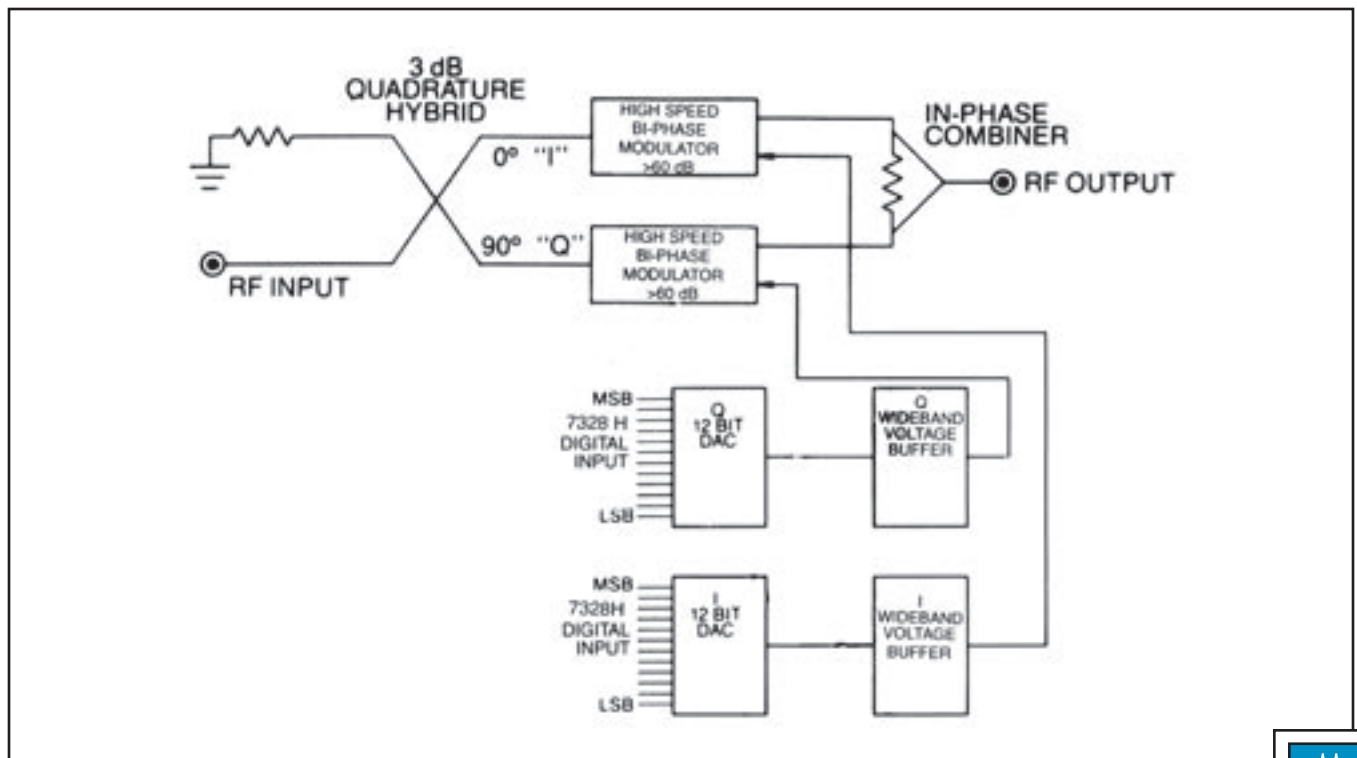 3 dB
QUADRATURE
HYBRID
0° "I"
90° "Q"
RF INPUT
HIGH SPEED
BI-PHASE
MODULATOR
>60 dB
HIGH SPEED
BI-PHASE
MODULATOR
>60 dB
IN-PHASE
COMBINER
RF OUTPUT
MSB
7328 H
DIGITAL
INPUT
LSB
Q
12 BIT
DAC
Q
WIDEBAND
VOLTAGE
BUFFER
MSB
7328H
DIGITAL
INPUT
LSB
I
12 BIT
DAC
I
WIDEBAND
VOLTAGE
BUFFER